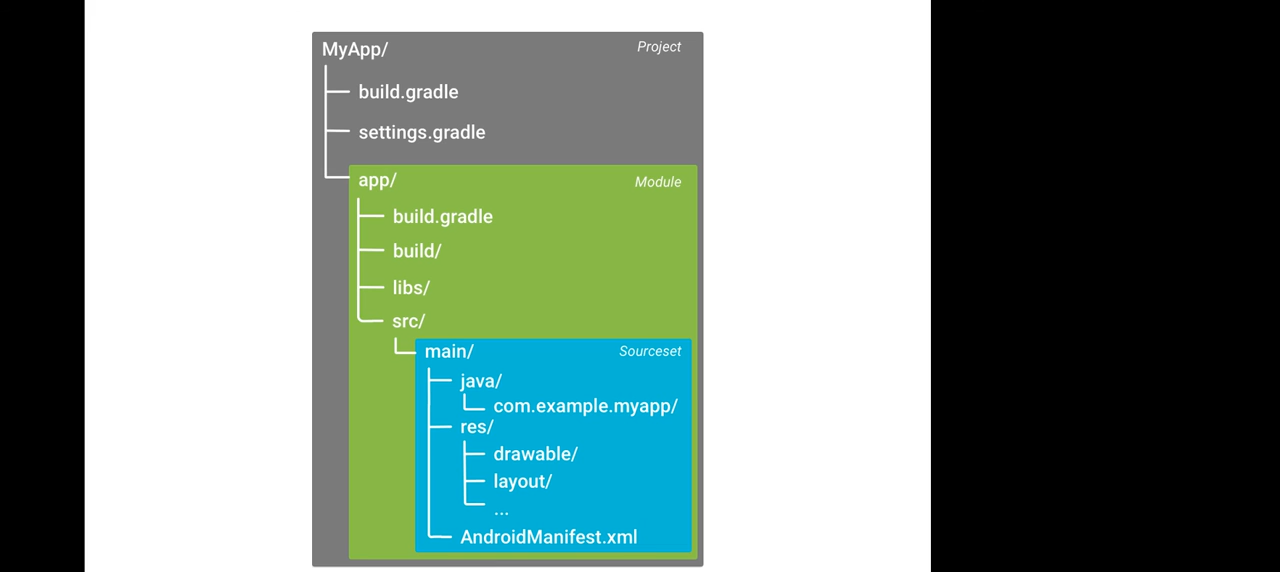 MyApp/ Project
build.gradle
settings.gradle
app/ Module
build.gradle
build/
libs/
src/
main/ Sourceset
java/
com.example.myapp/
res/
drawable/
layout/
...
AndroidManifest.xml